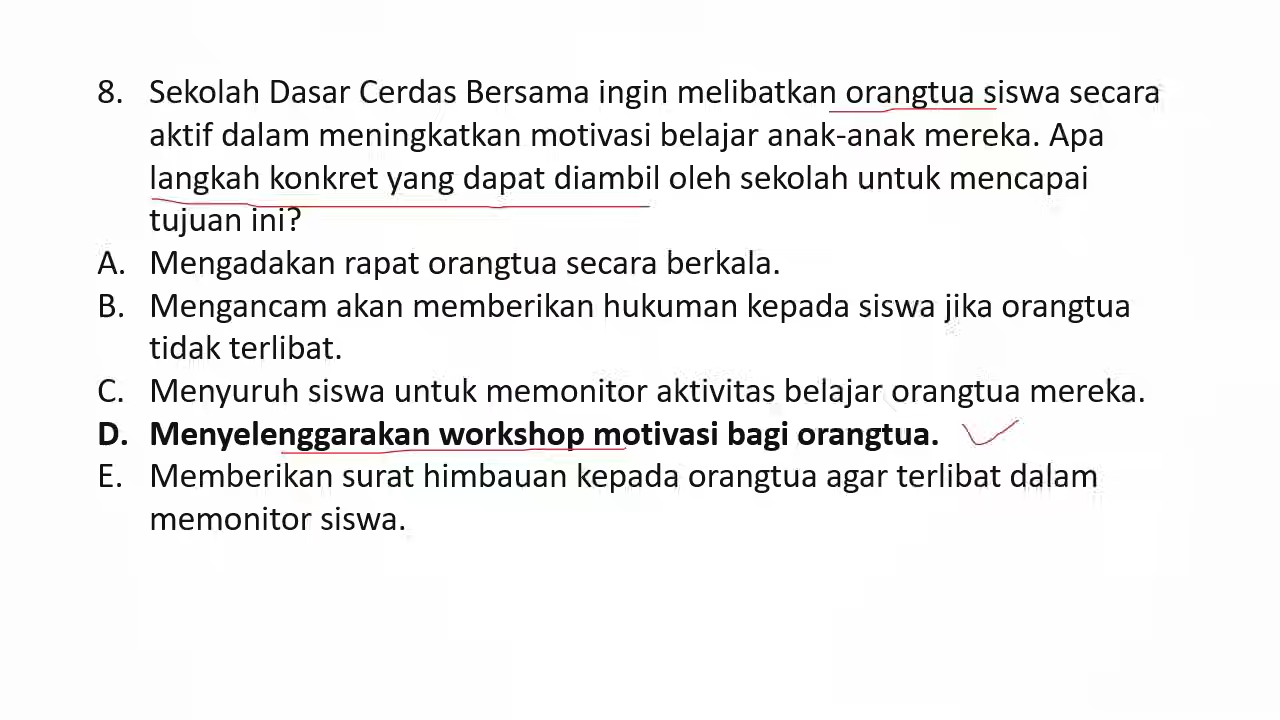 8. Sekolah Dasar Cerdas Bersama ingin melibatkan orangtua siswa secara
aktif dalam meningkatkan motivasi belajar anak-anak mereka. Apa
langkah konkret yang dapat diambil oleh sekolah untuk mencapai
tujuan ini?
A. Mengadakan rapat orangtua secara berkala.
B. Mengancam akan memberikan hukuman kepada siswa jika orangtua
tidak terlibat.
C. Menyuruh siswa untuk memonitor aktivitas belajar orangtua mereka.
D. Menyelenggarakan workshop motivasi bagi orangtua.
E. Memberikan surat himbauan kepada orangtua agar terlibat dalam
memonitor siswa.